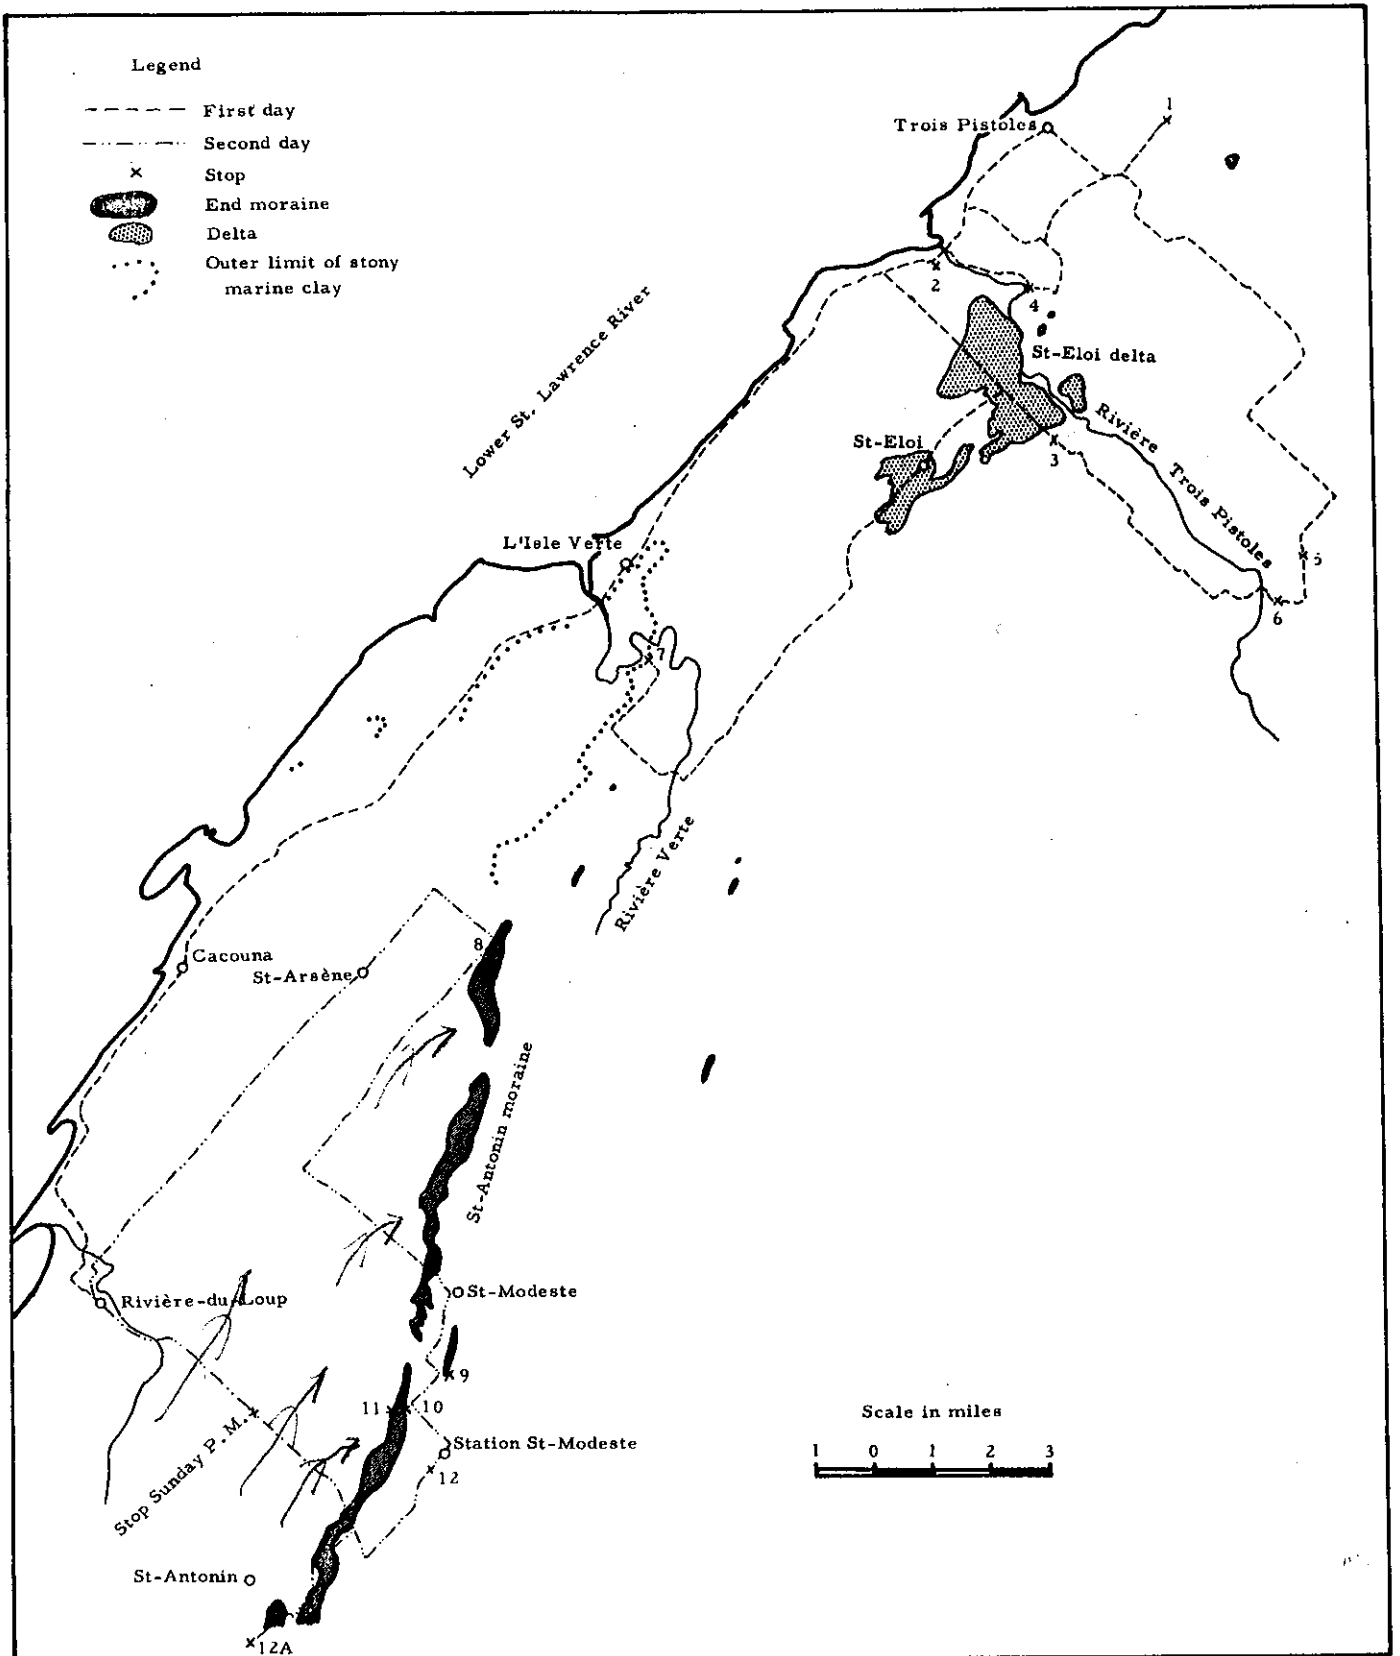 Legend
First day
Second day
Stop
End moraine
Delta
Outer limit of stony
marine clay
Trois Pistoles
1
2
4
St-Eloi delta
Lower St. Lawrence River
Rivière Trois Pistoles
St-Eloi
3
L'Isle Verte
5
6
7
Rivière Verte
8
Cacouna
St-Arsène
St-Antonin moraine
St-Modeste
Rivière-du-Loup
9
11
10
Scale in miles
1 0 1 2 3
Station St-Modeste
12
Stop Sunday P.M.
St-Antonin
12A